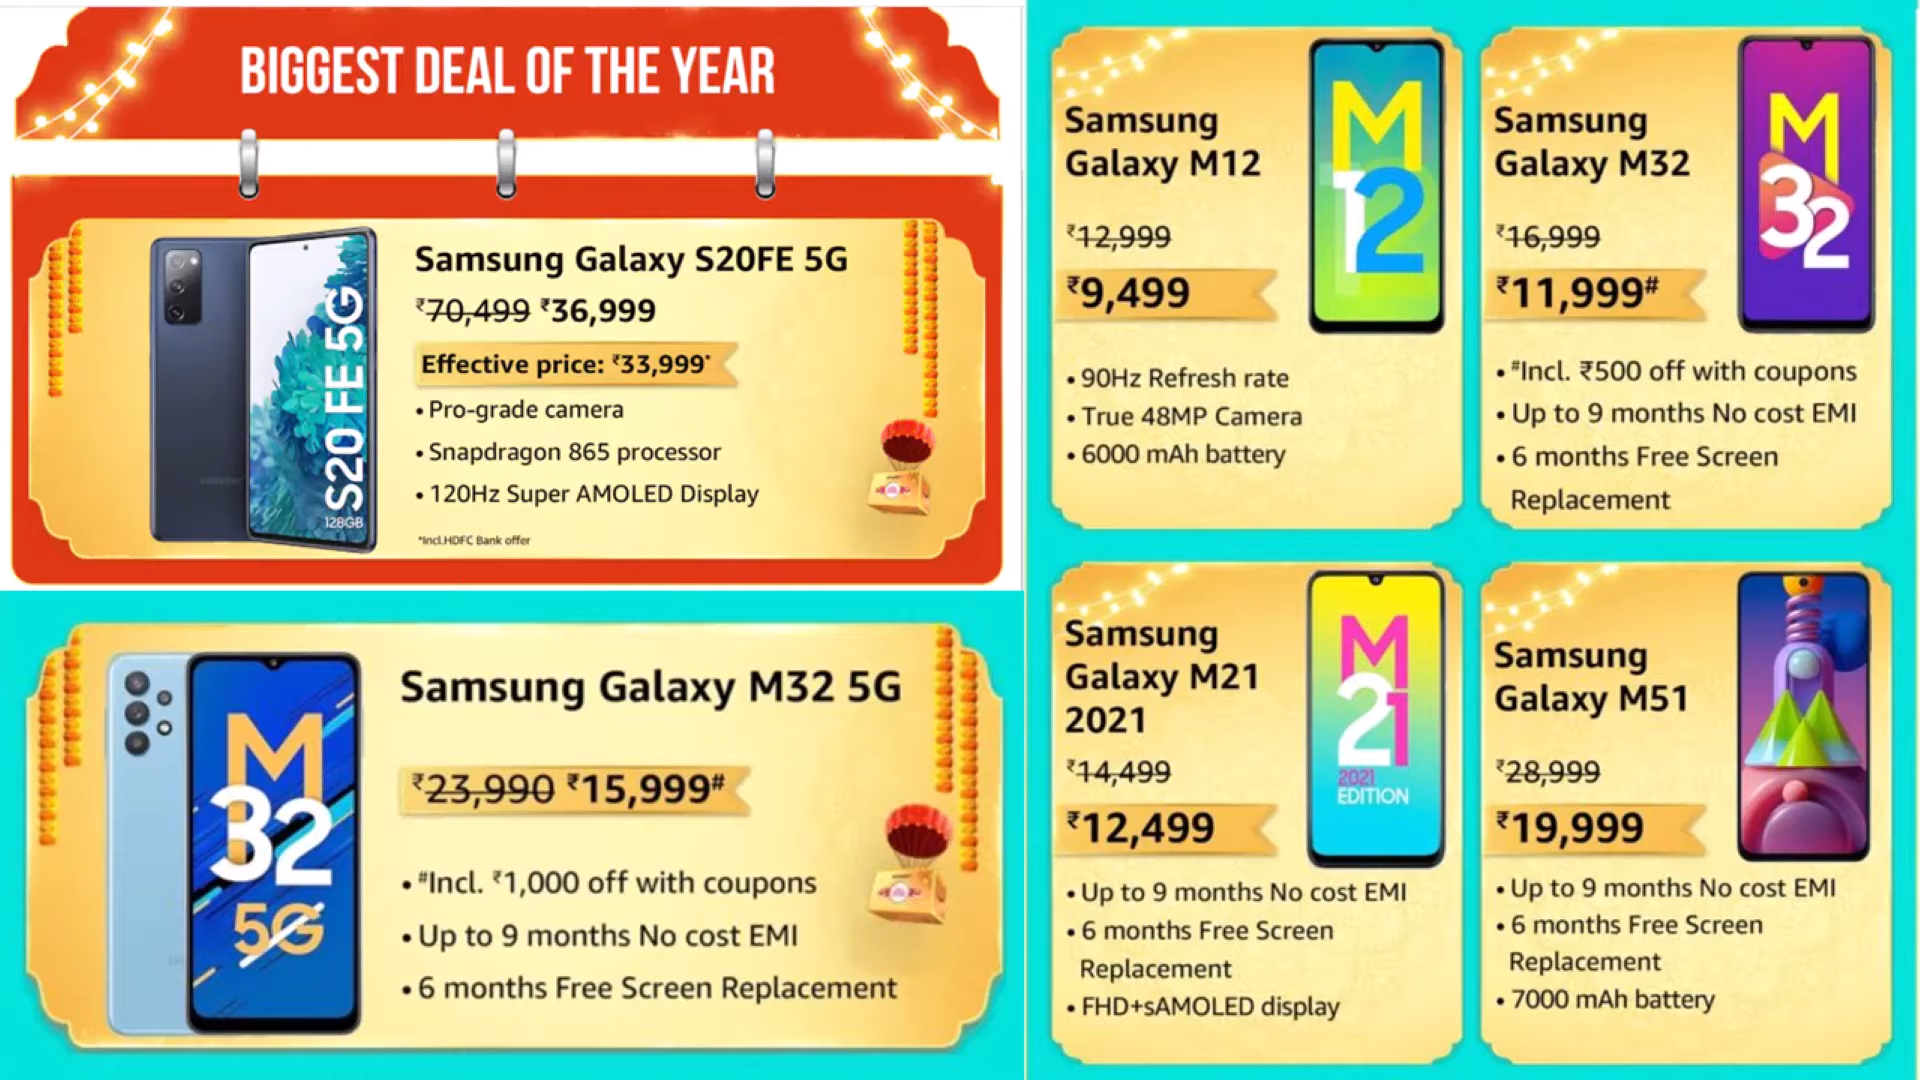 BIGGEST DEAL OF THE YEAR
S20 FE 5G
128GB
Samsung Galaxy S20FE 5G
₹70,499 ₹36,999
Effective price: ₹33,999*
• Pro-grade camera
• Snapdragon 865 processor
• 120Hz Super AMOLED Display
*Incl.HDFC Bank offer
M
32
5G
Samsung Galaxy M32 5G
₹23,990 ₹15,999#
• #Incl. ₹1,000 off with coupons
• Up to 9 months No cost EMI
• 6 months Free Screen Replacement
Samsung
Galaxy M12
₹12,999
₹9,499
M
12
• 90Hz Refresh rate
• True 48MP Camera
• 6000 mAh battery
Samsung
Galaxy M32
₹16,999
₹11,999#
M
32
• #Incl. ₹500 off with coupons
• Up to 9 months No cost EMI
• 6 months Free Screen
Replacement
Samsung
Galaxy M21
2021
₹14,499
₹12,499
M
21
2021
EDITION
• Up to 9 months No cost EMI
• 6 months Free Screen
Replacement
• FHD+sAMOLED display
Samsung
Galaxy M51
₹28,999
₹19,999
• Up to 9 months No cost EMI
• 6 months Free Screen
Replacement
• 7000 mAh battery